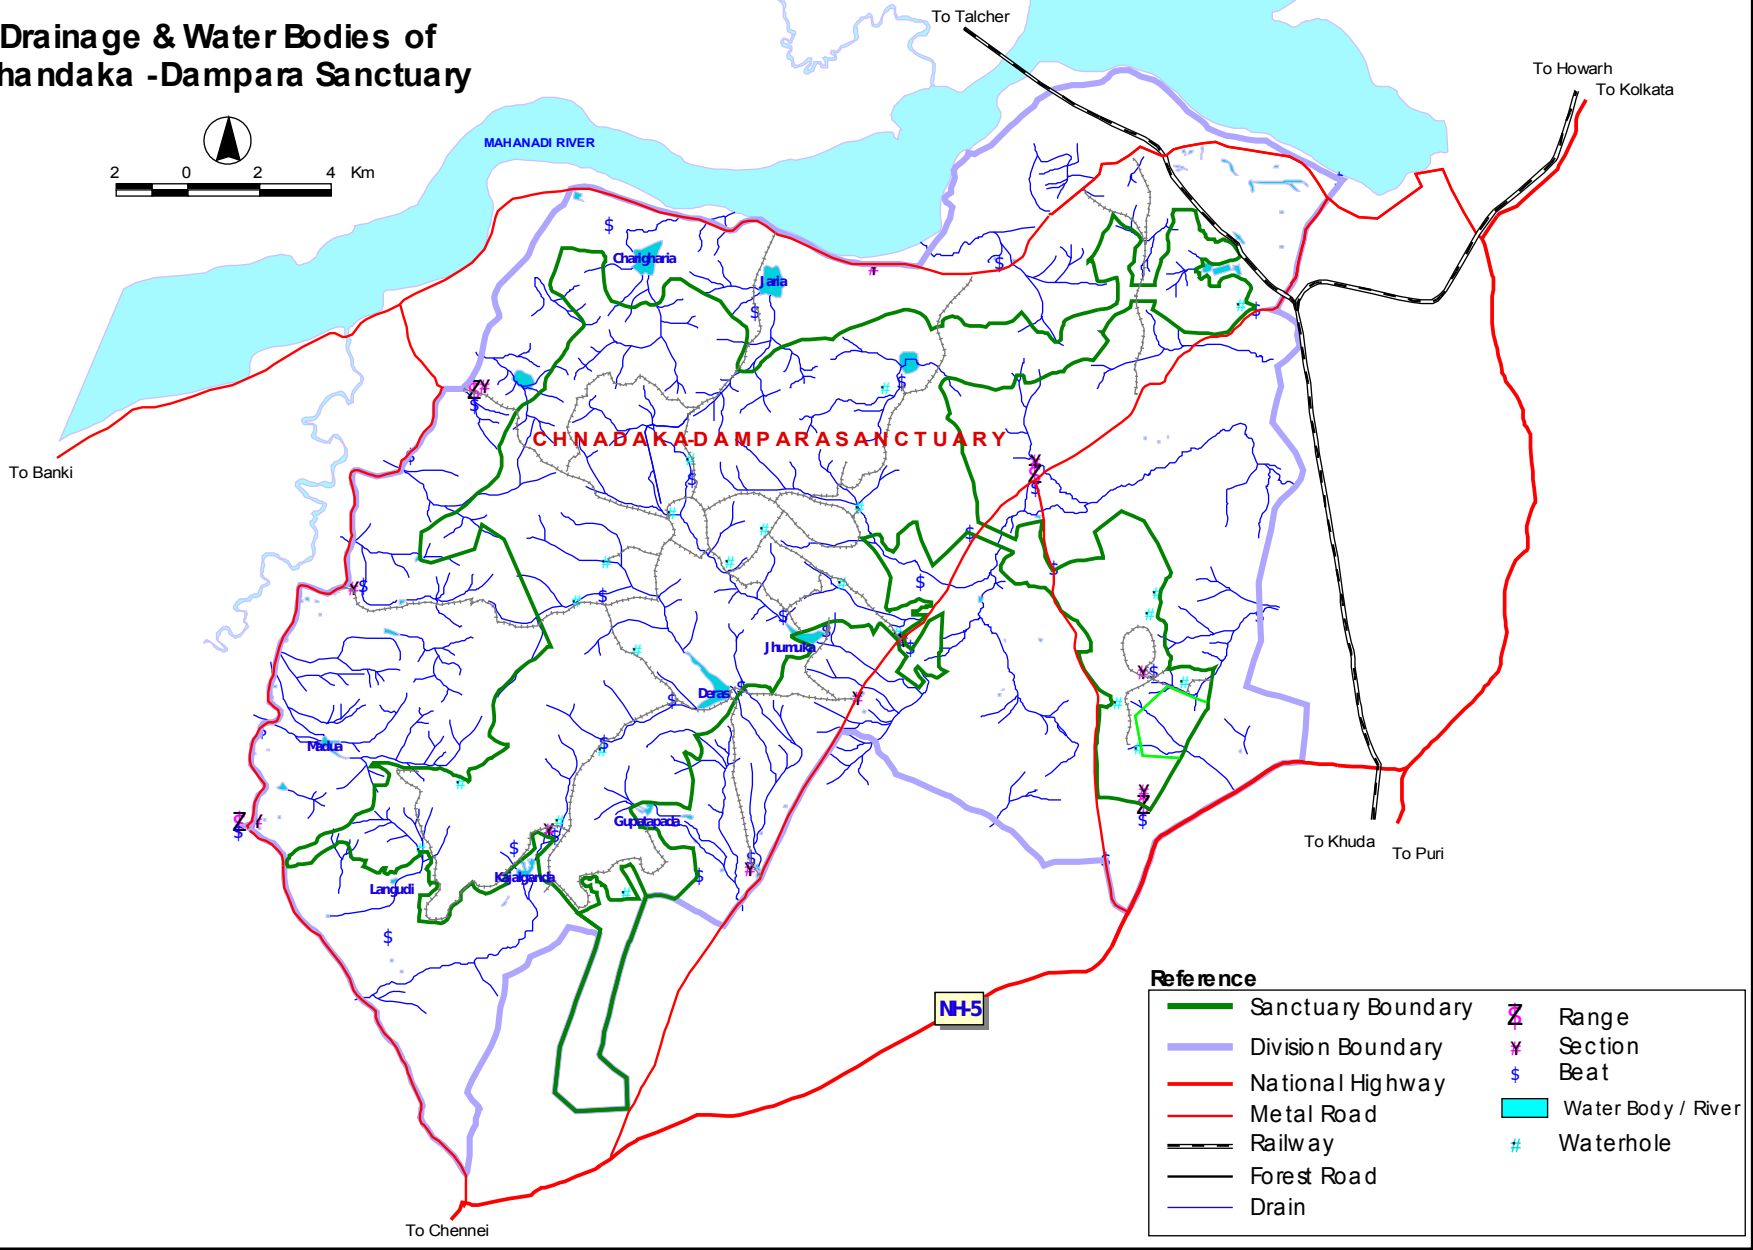 Drainage & Water Bodies of
handaka -Dampara Sanctuary
2 0 2 4 Km
To Talcher
To Howarh
To Kolkata
MAHANADI RIVER
Charigharia
Jaria
To Banki
CHNADAKA-DAMPARASANCTUARY
Jhumuka
Deras
Madua
Gupatapada
Kajalganda
Langudi
To Khuda
To Puri
NH-5
To Chennei
Reference
Sanctuary Boundary
Division Boundary
National Highway
Metal Road
Railway
Forest Road
Drain
Range
Section
Beat
Water Body / River
Waterhole